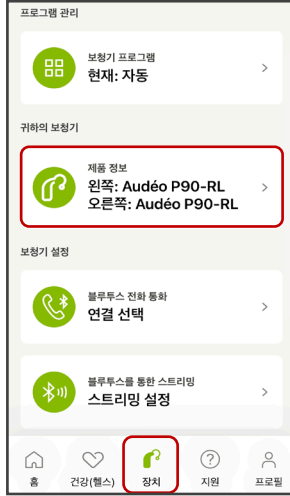 프로그램 관리
보청기 프로그램
현재: 자동
귀하의 보청기
제품 정보
왼쪽: Audéo P90-RL
오른쪽: Audéo P90-RL
보청기 설정
블루투스 전화 통화
연결 선택
블루투스를 통한 스트리밍
스트리밍 설정
홈 건강(헬스) 장치 지원 프로필